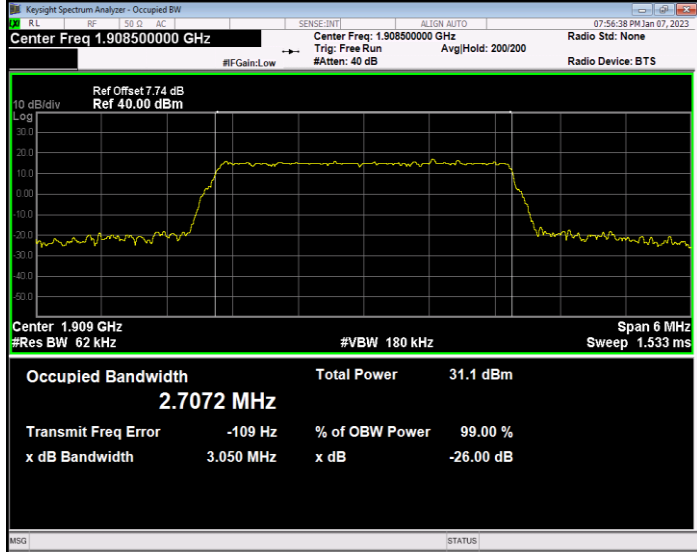 Keysight Spectrum Analyzer - Occupied BW
RL RF 50 Ω AC SENSE:INT ALIGN AUTO 07:56:38 PM Jan 07, 2023
Center Freq 1.908500000 GHz
Center Freq: 1.908500000 GHz
Radio Std: None
Trig: Free Run Avg|Hold: 200/200
#IFGain:Low #Atten: 40 dB Radio Device: BTS
Ref Offset 7.74 dB
10 dB/div Ref 40.00 dBm
Log
30.0
20.0
10.0
0.00
-10.0
-20.0
-30.0
-40.0
-50.0
Center 1.909 GHz Span 6 MHz
#Res BW 62 kHz #VBW 180 kHz Sweep 1.533 ms
Occupied Bandwidth Total Power 31.1 dBm
2.7072 MHz
Transmit Freq Error -109 Hz % of OBW Power 99.00 %
x dB Bandwidth 3.050 MHz x dB -26.00 dB
MSG STATUS